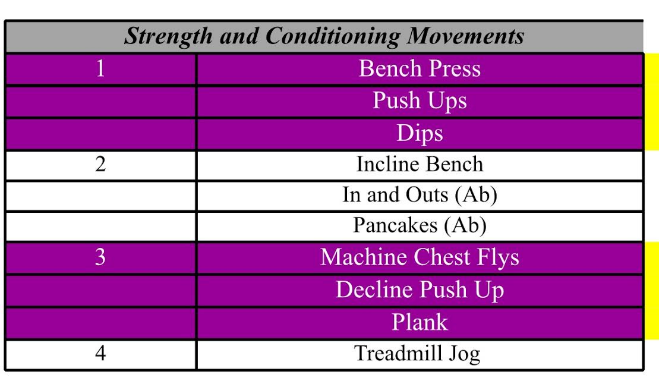 Strength and Conditioning Movements
1 Bench Press
Push Ups
Dips
2 Incline Bench
In and Outs (Ab)
Pancakes (Ab)
3 Machine Chest Flys
Decline Push Up
Plank
4 Treadmill Jog